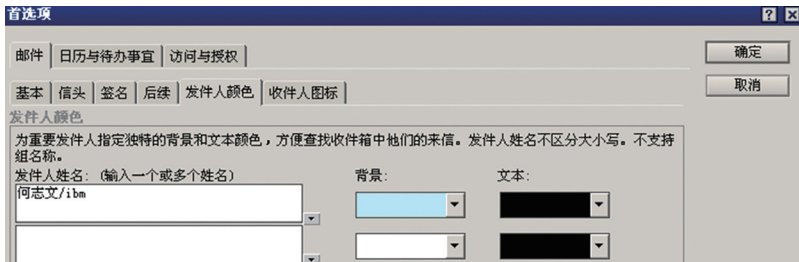 首选项
邮件 日历与待办事宜 访问与授权
确定
基本 信头 签名 后续 发件人颜色 收件人图标
取消
发件人颜色
为重要发件人指定独特的背景和文本颜色，方便查找收件箱中他们的来信。发件人姓名不区分大小写。不支持
组名称。
发件人姓名：（输入一个或多个姓名） 背景： 文本：
何志文/ibm